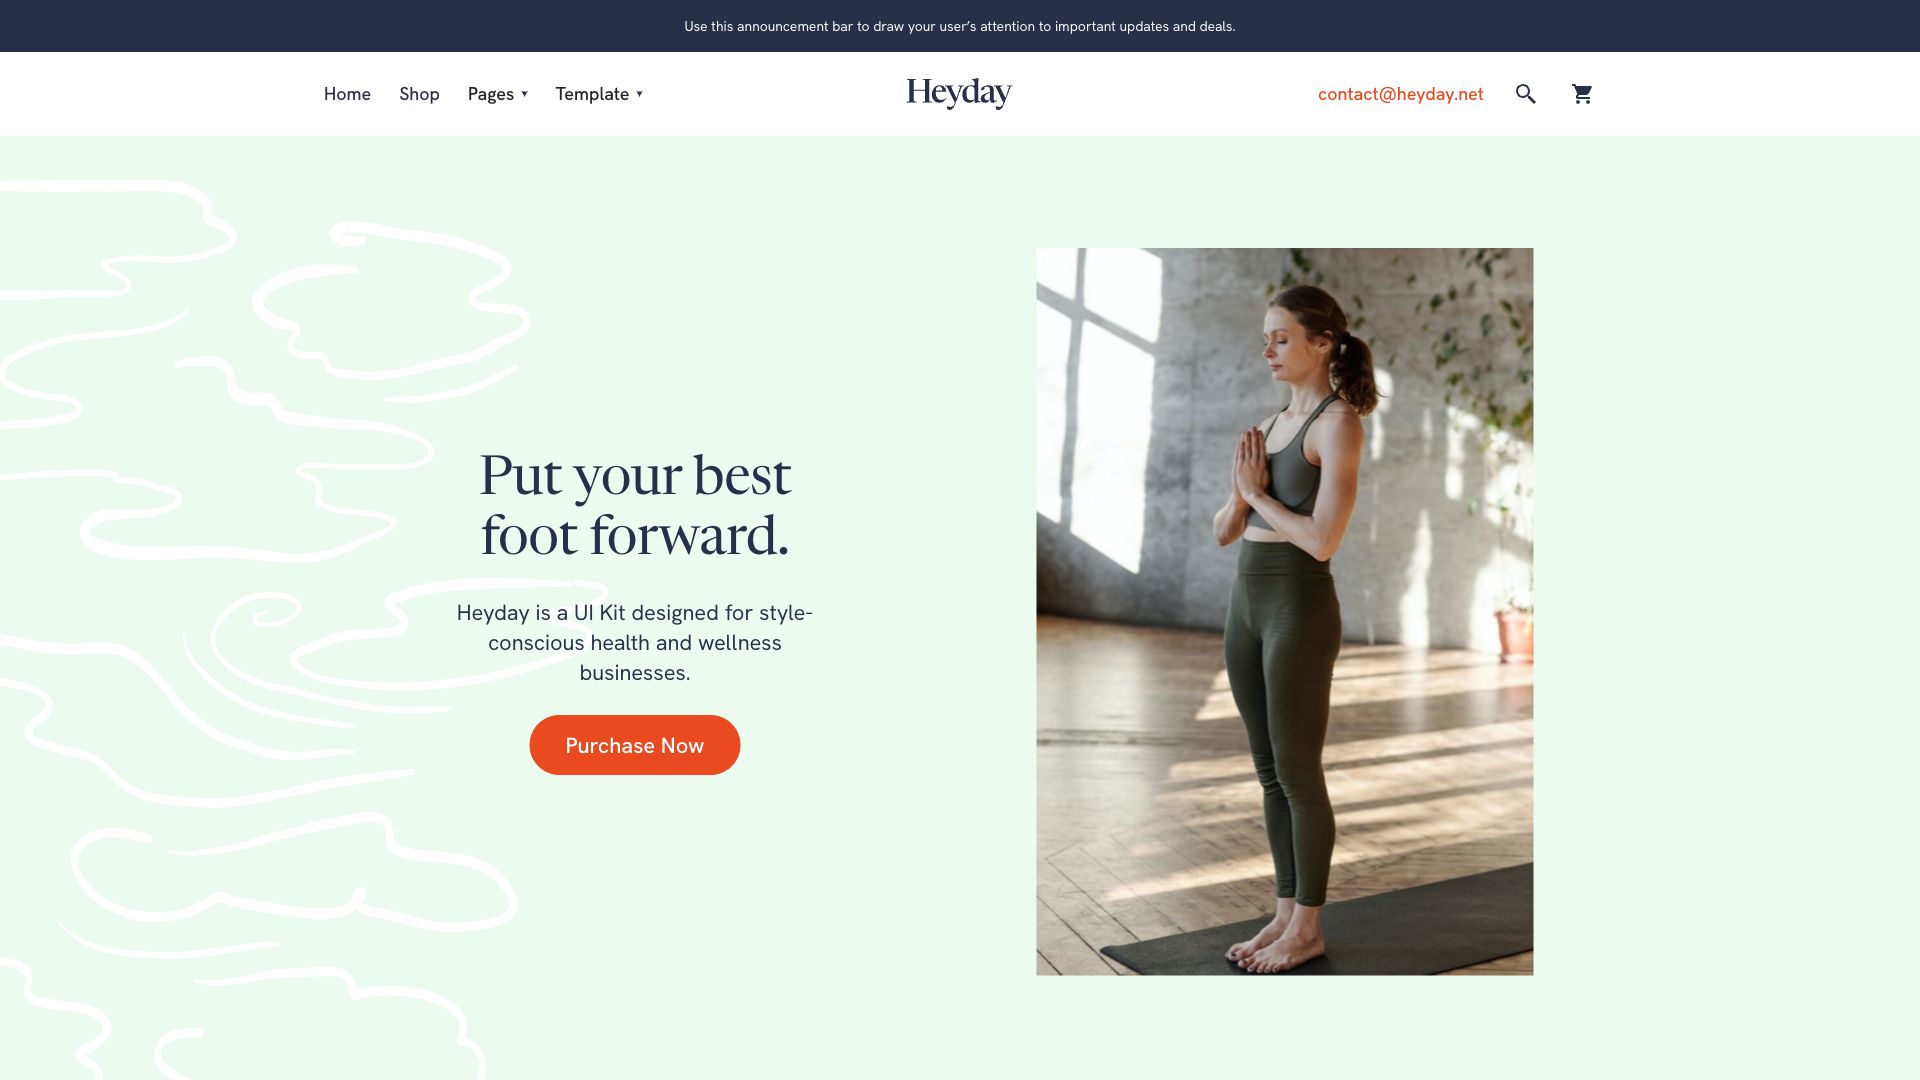 Use this announcement bar to draw your user’s attention to important updates and deals.
Home Shop Pages ▾ Template ▾ Heyday contact@heyday.net
Put your best
foot forward.
Heyday is a UI Kit designed for style-
conscious health and wellness
businesses.
Purchase Now